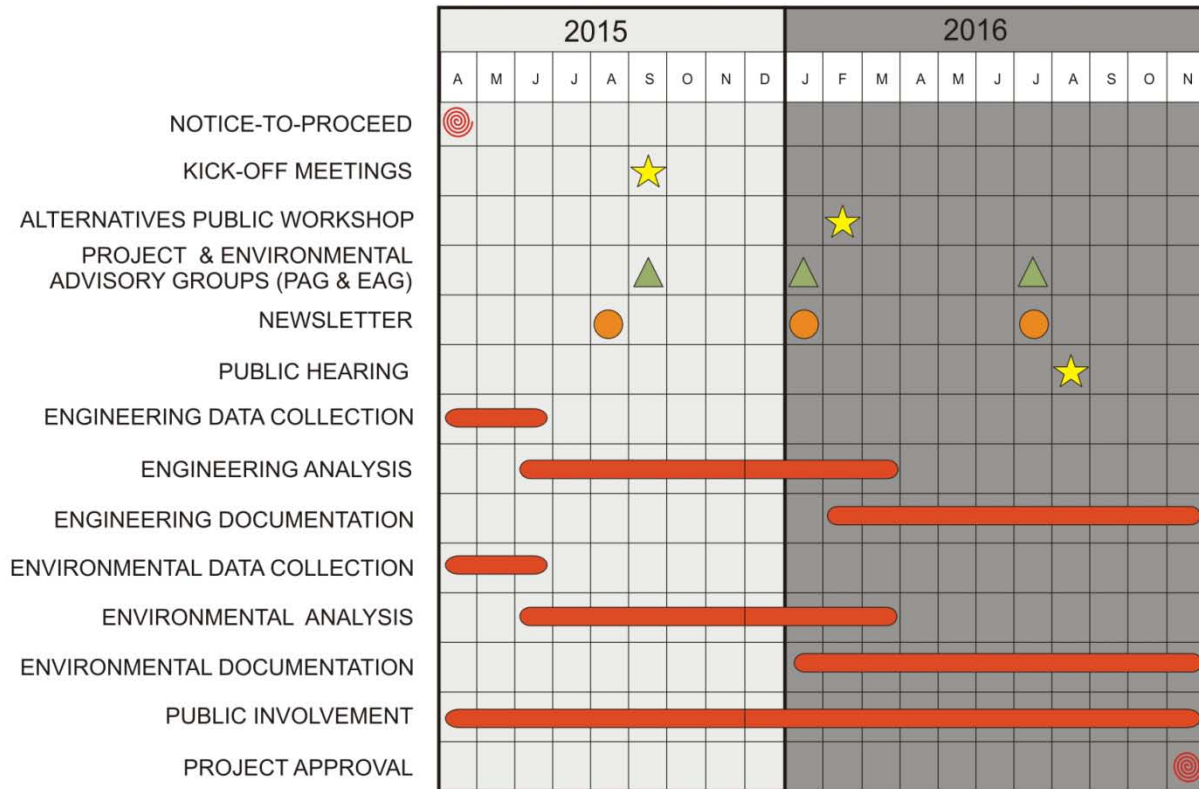 2015 2016
A M J J A S O N D J F M A M J J A S O N
NOTICE-TO-PROCEED
KICK-OFF MEETINGS
ALTERNATIVES PUBLIC WORKSHOP
PROJECT & ENVIRONMENTAL
ADVISORY GROUPS (PAG & EAG)
NEWSLETTER
PUBLIC HEARING
ENGINEERING DATA COLLECTION
ENGINEERING ANALYSIS
ENGINEERING DOCUMENTATION
ENVIRONMENTAL DATA COLLECTION
ENVIRONMENTAL ANALYSIS
ENVIRONMENTAL DOCUMENTATION
PUBLIC INVOLVEMENT
PROJECT APPROVAL